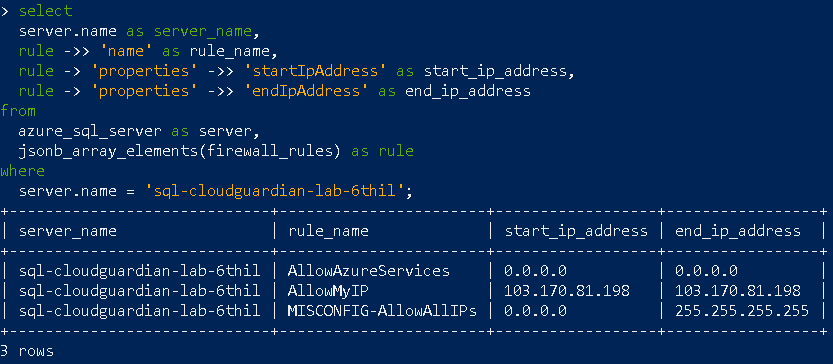 > select
  server.name as server_name,
  rule ->> 'name' as rule_name,
  rule -> 'properties' ->> 'startIpAddress' as start_ip_address,
  rule -> 'properties' ->> 'endIpAddress' as end_ip_address
from
  azure_sql_server as server,
  jsonb_array_elements(firewall_rules) as rule
where
  server.name = 'sql-cloudguardian-lab-6thil';
+-----------------------------+-----------------------+------------------+-----------------+
| server_name                 | rule_name             | start_ip_address | end_ip_address  |
+-----------------------------+-----------------------+------------------+-----------------+
| sql-cloudguardian-lab-6thil | AllowAzureServices    | 0.0.0.0          | 0.0.0.0         |
| sql-cloudguardian-lab-6thil | AllowMyIP             | 103.170.81.198   | 103.170.81.198  |
| sql-cloudguardian-lab-6thil | MISCONFIG-AllowAllIPs | 0.0.0.0          | 255.255.255.255 |
+-----------------------------+-----------------------+------------------+-----------------+
3 rows